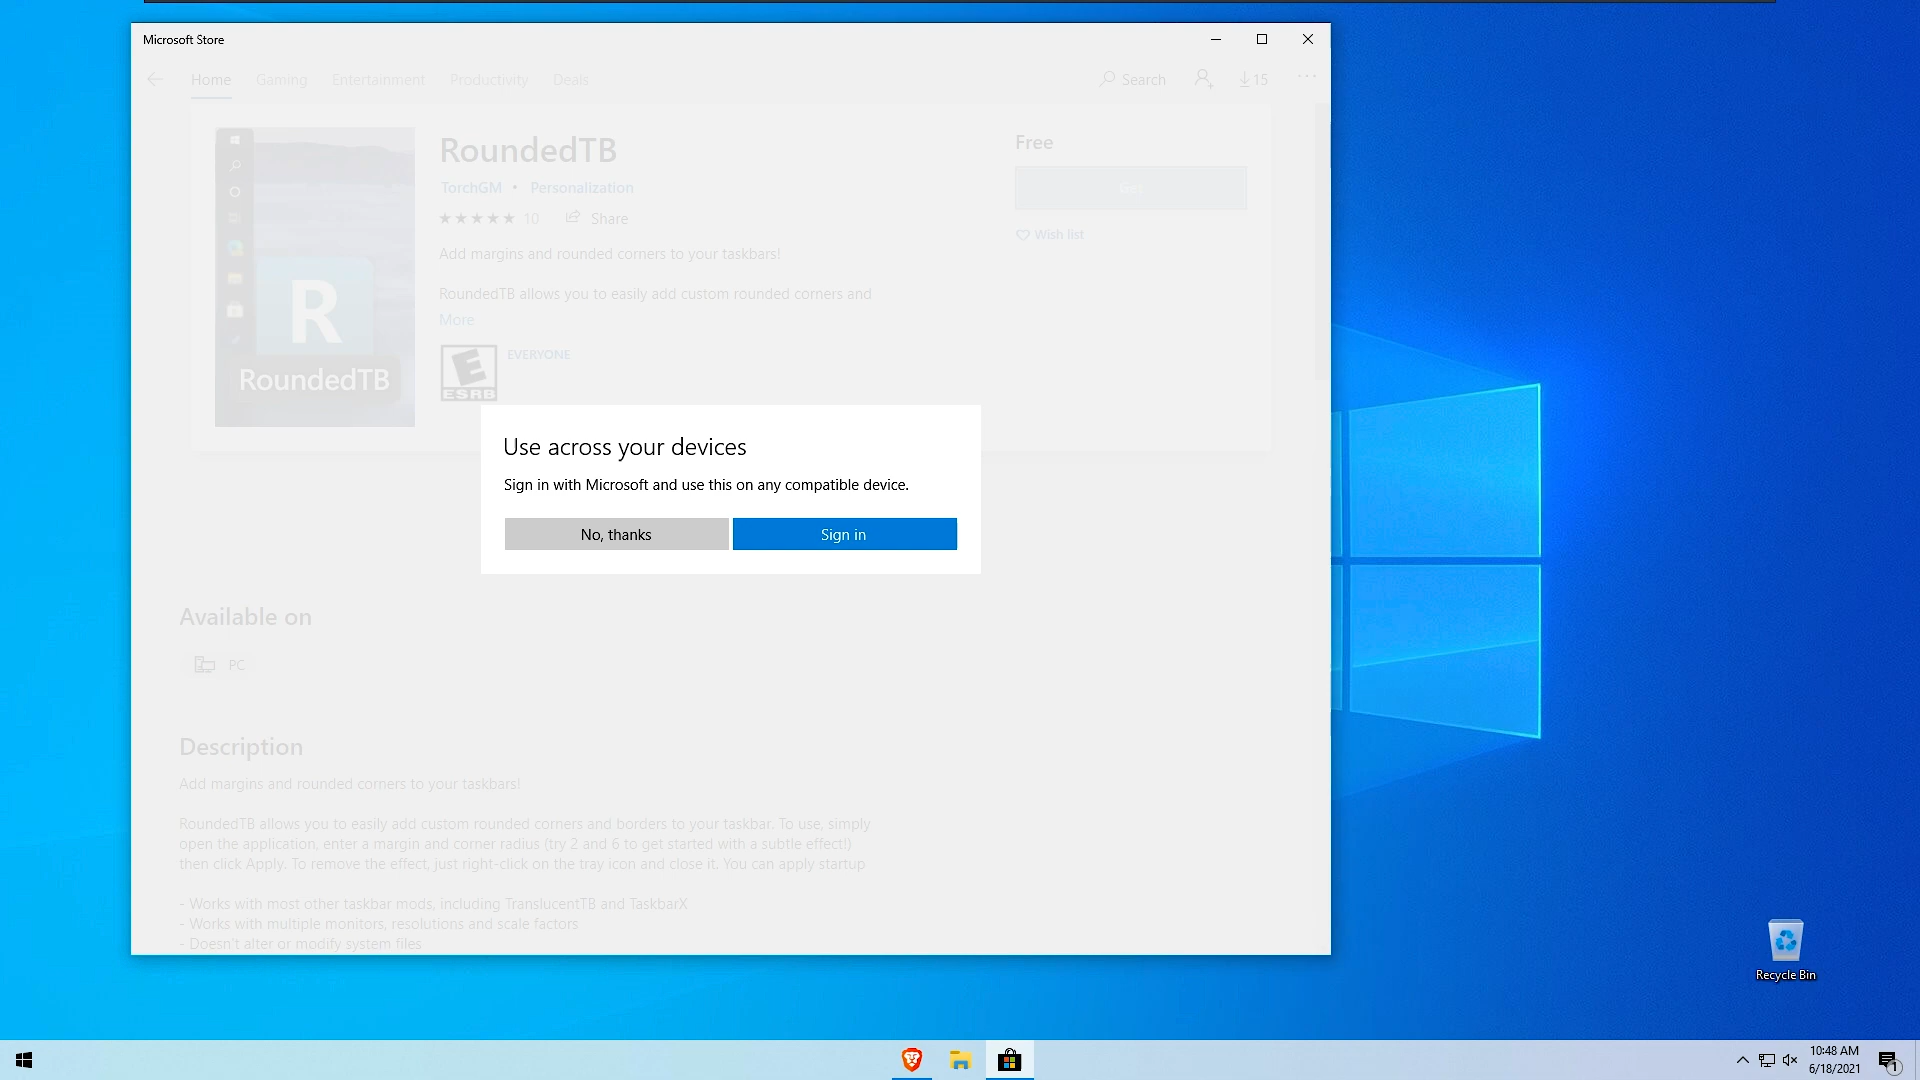 Microsoft Store
Home Gaming Entertainment Productivity Deals
Search
15
RoundedTB
TorchGM • Personalization
10 Share
Add margins and rounded corners to your taskbars!
RoundedTB allows you to easily add custom rounded corners and
More
EVERYONE
E
ESRB
R
RoundedTB
Free
Get
Wish list
Use across your devices
Sign in with Microsoft and use this on any compatible device.
No, thanks
Sign in
Available on
PC
Description
Add margins and rounded corners to your taskbars!
RoundedTB allows you to easily add custom rounded corners and borders to your taskbar. To use, simply
open the application, enter a margin and corner radius (try 2 and 6 to get started with a subtle effect!)
then click Apply. To remove the effect, just right-click on the tray icon and close it. You can apply startup
- Works with most other taskbar mods, including TranslucentTB and TaskbarX
- Works with multiple monitors, resolutions and scale factors
- Doesn't alter or modify system files
Recycle Bin
10:48 AM
6/18/2021
1